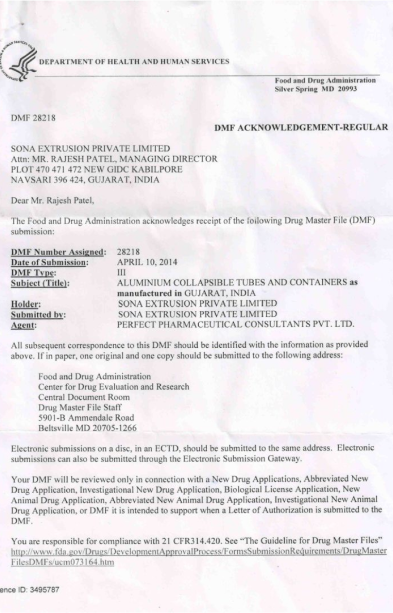 DEPARTMENT OF HEALTH AND HUMAN SERVICES
Food and Drug Administration
Silver Spring MD 20993
DMF 28218
DMF ACKNOWLEDGEMENT-REGULAR
SONA EXTRUSION PRIVATE LIMITED
Attn: MR. RAJESH PATEL, MANAGING DIRECTOR
PLOT 470 471 472 NEW GIDC KABILPORE
NAVSARI 396 424, GUJARAT, INDIA
Dear Mr. Rajesh Patel,
The Food and Drug Administration acknowledges receipt of the following Drug Master File (DMF)
submission:
DMF Number Assigned: 28218
Date of Submission: APRIL 10, 2014
DMF Type: III
Subject (Title): ALUMINIUM COLLAPSIBLE TUBES AND CONTAINERS as
manufactured in GUJARAT, INDIA
Holder: SONA EXTRUSION PRIVATE LIMITED
Submitted by: SONA EXTRUSION PRIVATE LIMITED
Agent: PERFECT PHARMACEUTICAL CONSULTANTS PVT. LTD.
All subsequent correspondence to this DMF should be identified with the information as provided
above. If in paper, one original and one copy should be submitted to the following address:
Food and Drug Administration
Center for Drug Evaluation and Research
Central Document Room
Drug Master File Staff
5901-B Ammendale Road
Beltsville MD 20705-1266
Electronic submissions on a disc, in an ECTD, should be submitted to the same address. Electronic
submissions can also be submitted through the Electronic Submission Gateway.
Your DMF will be reviewed only in connection with a New Drug Applications, Abbreviated New
Drug Application, Investigational New Drug Application, Biological License Application, New
Animal Drug Application, Abbreviated New Animal Drug Application, Investigational New Animal
Drug Application, or DMF it is intended to support when a Letter of Authorization is submitted to the
DMF.
You are responsible for compliance with 21 CFR314.420. See "The Guideline for Drug Master Files"
http://www.fda.gov/Drugs/DevelopmentApprovalProcess/FormsSubmissionRequirements/DrugMaster
FilesDMFs/ucm073164.htm
ence ID: 3495787